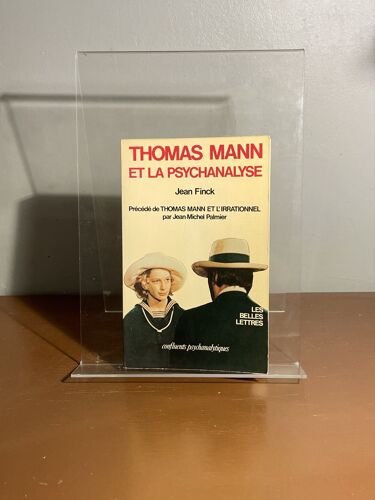 THOMAS MANN
ET LA PSYCHANALYSE
Jean Finck
Précédé de THOMAS MANN ET L'IRRATIONNEL
par Jean-Michel Palmier
LES
BELLES
LETTRES
confluents psychanalytiques